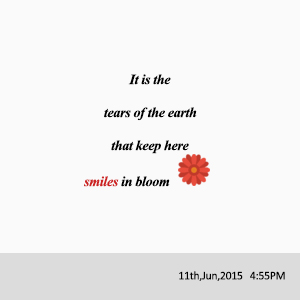 It is the
tears of the earth
that keep here
smiles in bloom
11th,Jun,2015 4:55PM